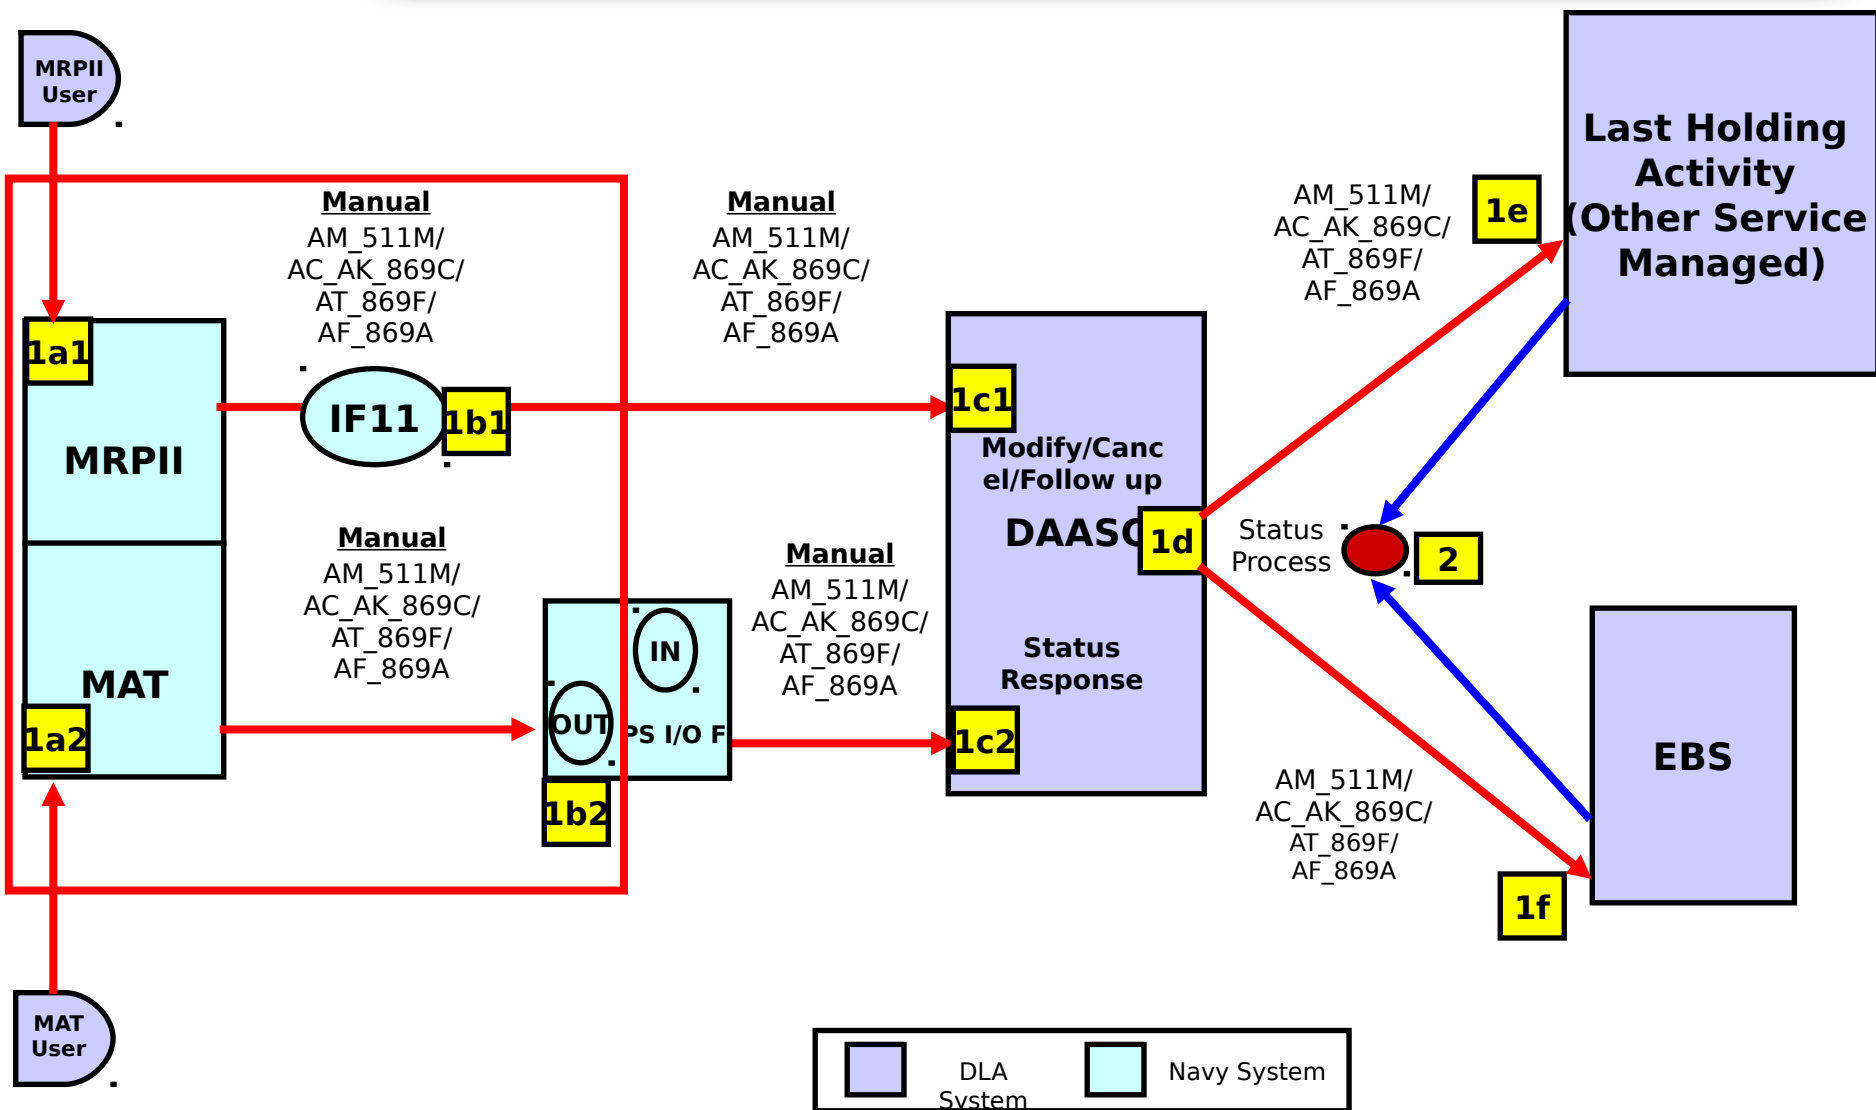 MRPII
User
Manual
AM_511M/
AC_AK_869C/
AT_869F/
AF_869A
Manual
AM_511M/
AC_AK_869C/
AT_869F/
AF_869A
AM_511M/
AC_AK_869C/
AT_869F/
AF_869A
1e
Last Holding
Activity
(Other Service
Managed)
1a1
MRPII
IF11
1b1
1c1
Modify/Canc
el/Follow up
DAASC
1d
Status
Process
2
Manual
AM_511M/
AC_AK_869C/
AT_869F/
AF_869A
MAT
1a2
IN
OUT
PS I/O F
1b2
Manual
AM_511M/
AC_AK_869C/
AT_869F/
AF_869A
Status
Response
1c2
EBS
AM_511M/
AC_AK_869C/
AT_869F/
AF_869A
1f
MAT
User
DLA
System
Navy System